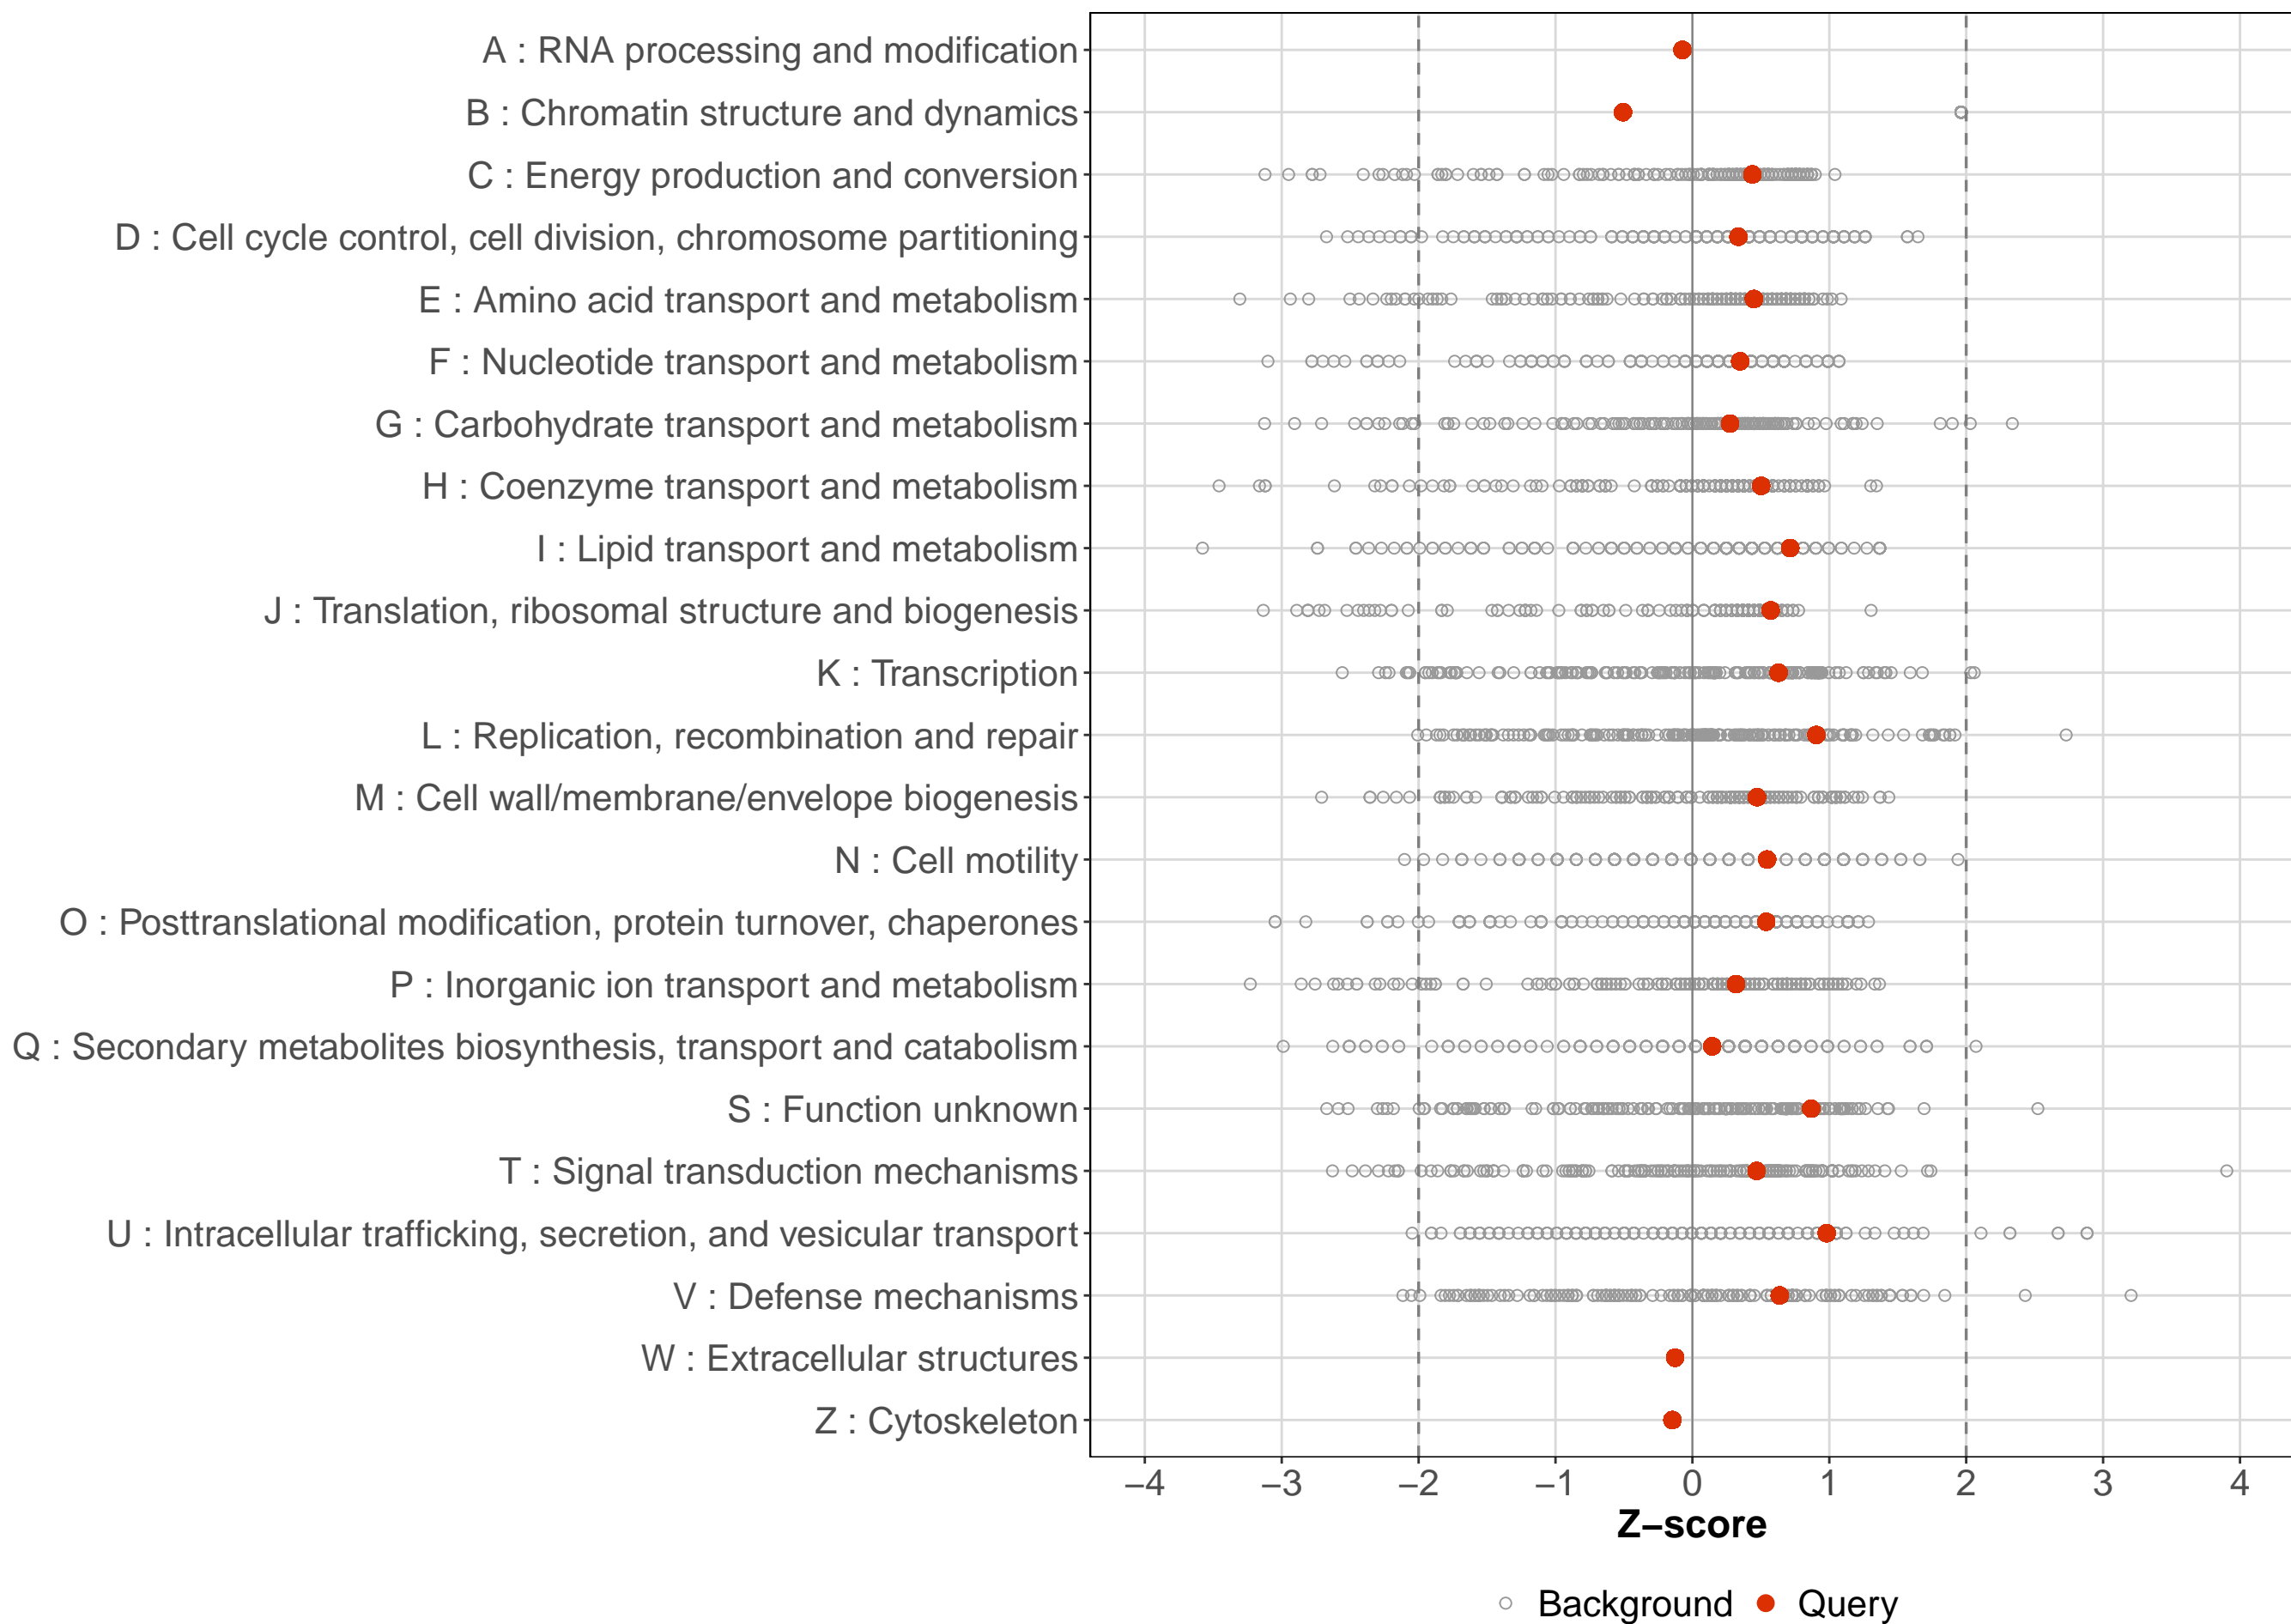 A : RNA processing and modification
B : Chromatin structure and dynamics
C : Energy production and conversion
D : Cell cycle control, cell division, chromosome partitioning
E : Amino acid transport and metabolism
F : Nucleotide transport and metabolism
G : Carbohydrate transport and metabolism
H : Coenzyme transport and metabolism
I : Lipid transport and metabolism
J : Translation, ribosomal structure and biogenesis
K : Transcription
L : Replication, recombination and repair
M : Cell wall/membrane/envelope biogenesis
N : Cell motility
O : Posttranslational modification, protein turnover, chaperones
P : Inorganic ion transport and metabolism
Q : Secondary metabolites biosynthesis, transport and catabolism
S : Function unknown
T : Signal transduction mechanisms
U : Intracellular trafficking, secretion, and vesicular transport
V : Defense mechanisms
W : Extracellular structures
Z : Cytoskeleton
−4 −3 −2 −1 0 1 2 3 4
Z−score
Background Query